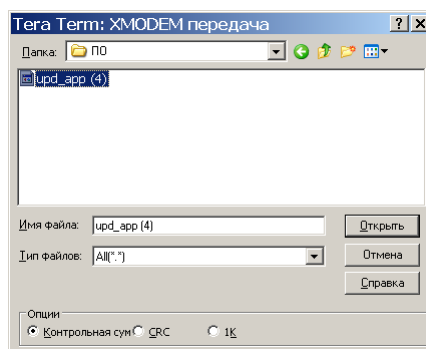 Tera Term: XMODEM передача
Папка: ПО
upd_app (4)
Имя файла: upd_app (4) Открыть
Тип файлов: All(*.*) Отмена
Справка
Опции
Контрольная сум CRC 1K